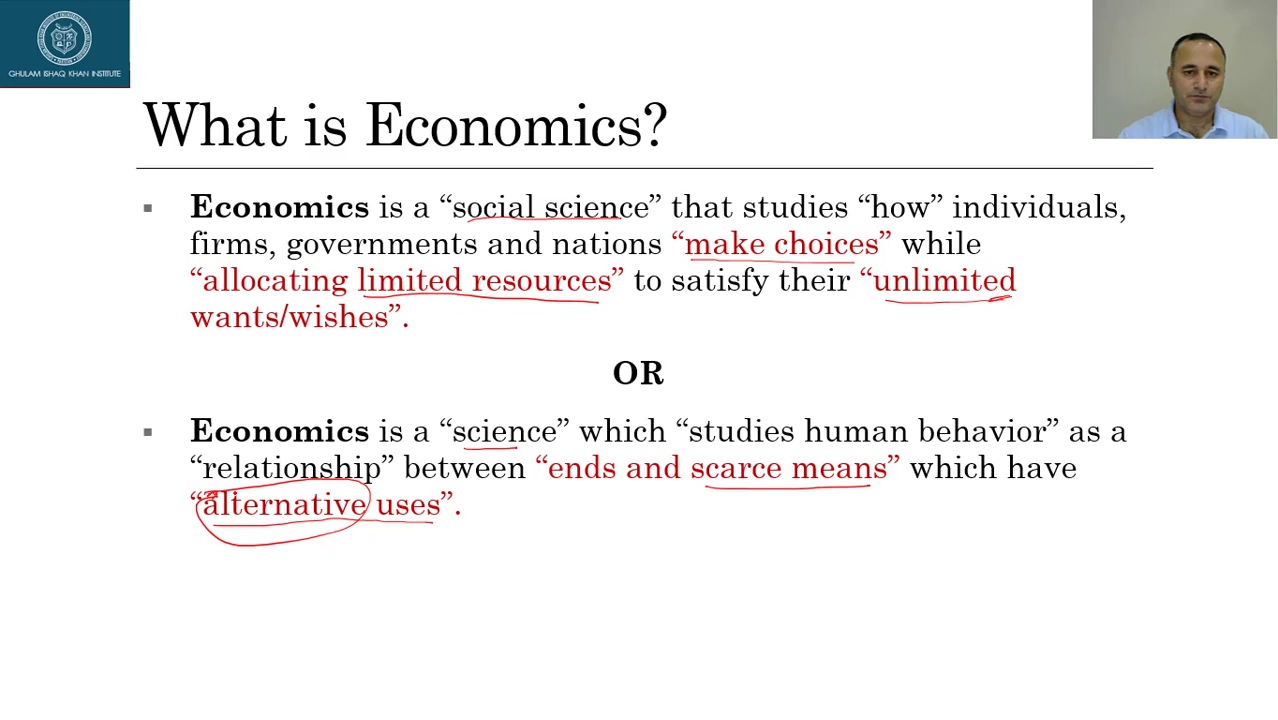 GHULAM ISHAQ KHAN INSTITUTE
What is Economics?
▪ Economics is a “social science” that studies “how” individuals,
firms, governments and nations “make choices” while
“allocating limited resources” to satisfy their “unlimited
wants/wishes”.
OR
▪ Economics is a “science” which “studies human behavior” as a
“relationship” between “ends and scarce means” which have
“alternative uses”.